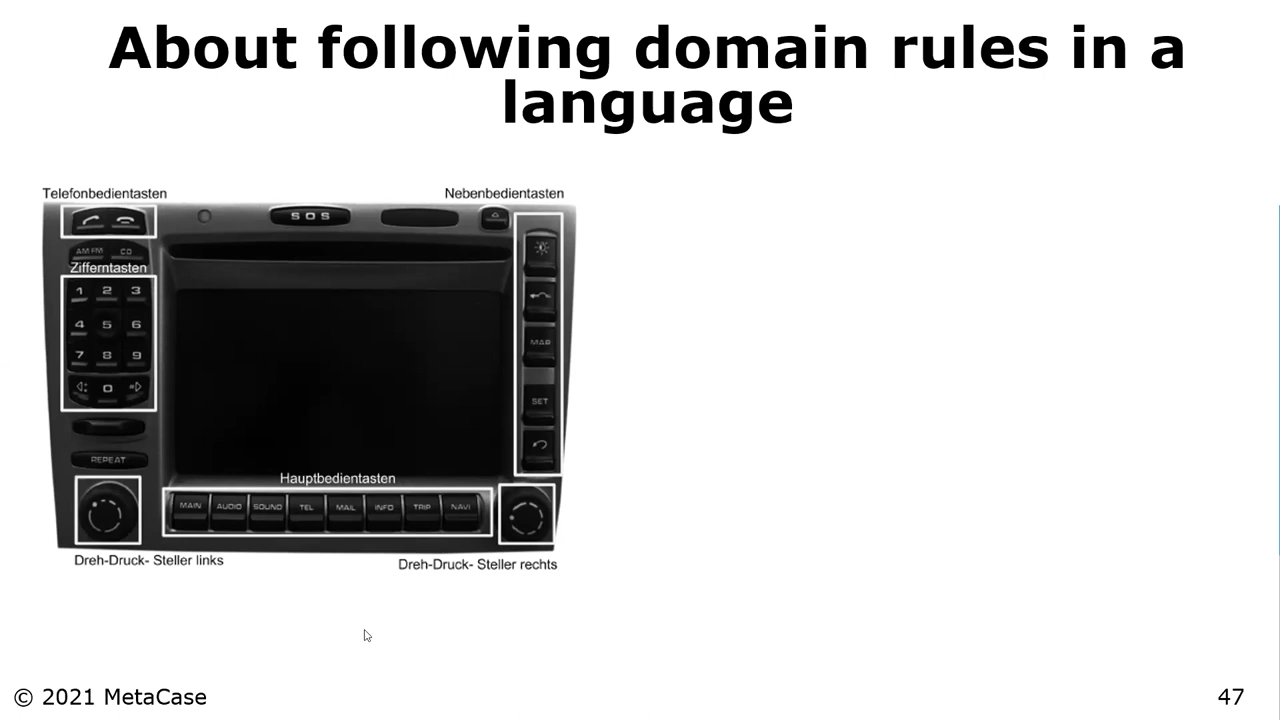 About following domain rules in a
language
Telefonbedientasten
Nebenbedientasten
SOS
AM FM CD
Zifferntasten
1 2 3
4 5 6
7 8 9
0
MAP
SET
REPEAT
Hauptbedientasten
MAIN AUDIO SOUND TEL MAIL INFO TRIP NAVI
Dreh-Druck- Steller links
Dreh-Druck- Steller rechts
© 2021 MetaCase
47